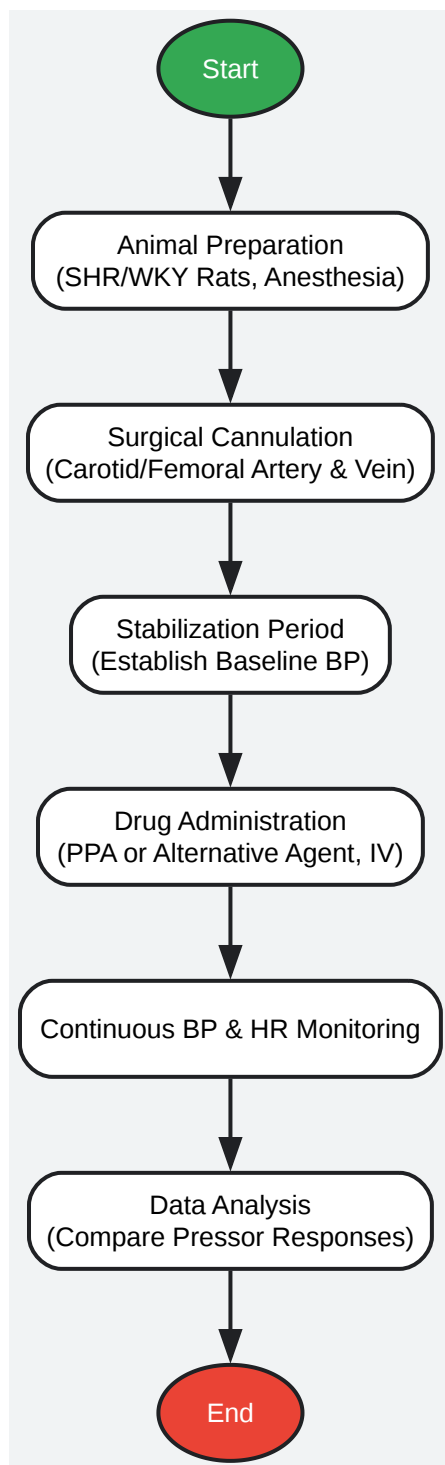 Start
Animal Preparation
(SHR/WKY Rats, Anesthesia)
Surgical Cannulation
(Carotid/Femoral Artery & Vein)
Stabilization Period
(Establish Baseline BP)
Drug Administration
(PPA or Alternative Agent, IV)
Continuous BP & HR Monitoring
Data Analysis
(Compare Pressor Responses)
End